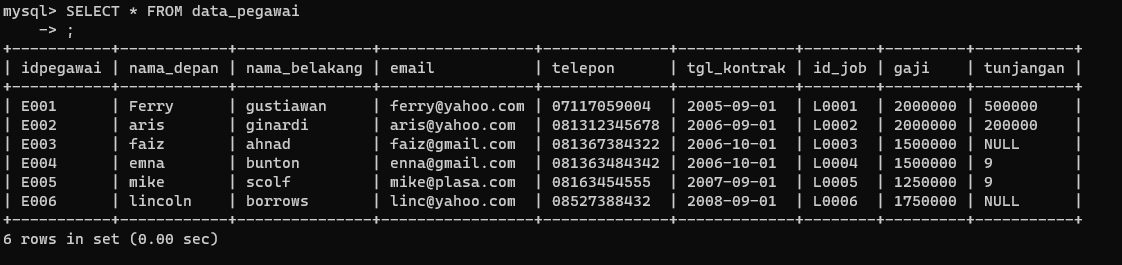 mysql> SELECT * FROM data_pegawai
    -> ;
+-----------+------------+---------------+-----------------+--------------+-------------+--------+---------+-----------+
| idpegawai | nama_depan | nama_belakang | email           | telepon      | tgl_kontrak | id_job | gaji    | tunjangan |
+-----------+------------+---------------+-----------------+--------------+-------------+--------+---------+-----------+
| E001      | Ferry      | gustiawan     | ferry@yahoo.com | 07117059004  | 2005-09-01  | L0001  | 2000000 | 500000    |
| E002      | aris       | ginardi       | aris@yahoo.com  | 081312345678 | 2006-09-01  | L0002  | 2000000 | 200000    |
| E003      | faiz       | ahnad         | faiz@gmail.com  | 081367384322 | 2006-10-01  | L0003  | 1500000 | NULL      |
| E004      | emna       | bunton        | enna@gmail.com  | 081363484342 | 2006-10-01  | L0004  | 1500000 | 9         |
| E005      | mike       | scolf         | mike@plasa.com  | 08163454555  | 2007-09-01  | L0005  | 1250000 | 9         |
| E006      | lincoln    | borrows       | linc@yahoo.com  | 08527388432  | 2008-09-01  | L0006  | 1750000 | NULL      |
+-----------+------------+---------------+-----------------+--------------+-------------+--------+---------+-----------+
6 rows in set (0.00 sec)